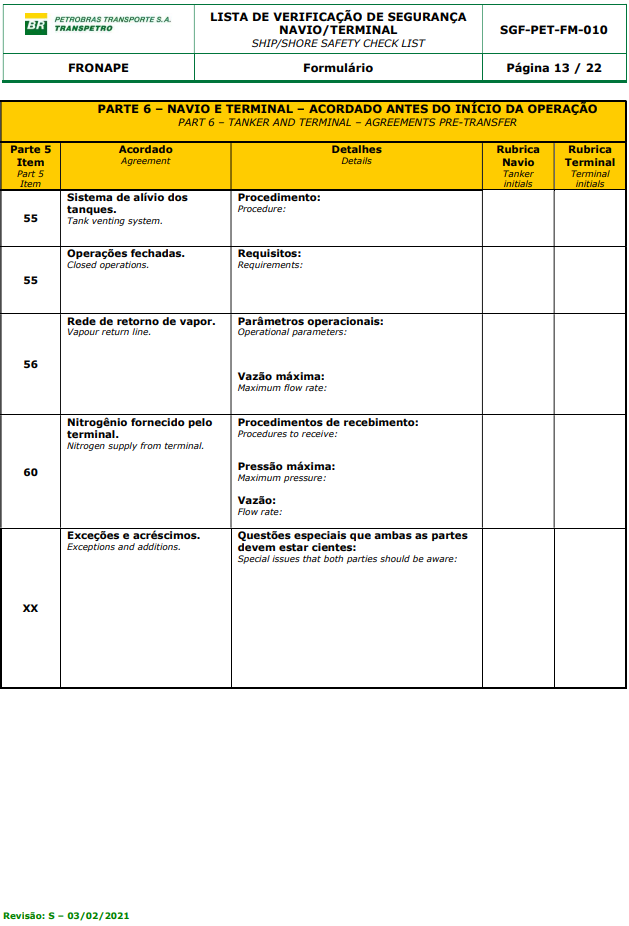 BR
PETROBRAS TRANSPORTE S.A.
TRANSPETRO
LISTA DE VERIFICAÇÃO DE SEGURANÇA
NAVIO/TERMINAL
SHIP/SHORE SAFETY CHECK LIST
SGF-PET-FM-010
FRONAPE
Formulário
Página 13 / 22
PARTE 6 – NAVIO E TERMINAL – ACORDADO ANTES DO INÍCIO DA OPERAÇÃO
PART 6 – TANKER AND TERMINAL – AGREEMENTS PRE-TRANSFER
Parte 5
Item
Part 5
Item
Acordado
Agreement
Detalhes
Details
Rubrica
Navio
Tanker
initials
Rubrica
Terminal
Terminal
initials
55
Sistema de alívio dos
tanques.
Tank venting system.
Procedimento:
Procedure:
55
Operações fechadas.
Closed operations.
Requisitos:
Requirements:
56
Rede de retorno de vapor.
Vapour return line.
Parâmetros operacionais:
Operational parameters:
Vazão máxima:
Maximum flow rate:
60
Nitrogênio fornecido pelo
terminal.
Nitrogen supply from terminal.
Procedimentos de recebimento:
Procedures to receive:
Pressão máxima:
Maximum pressure:
Vazão:
Flow rate:
XX
Exceções e acréscimos.
Exceptions and additions.
Questões especiais que ambas as partes
devem estar cientes:
Special issues that both parties should be aware:
Revisão: S – 03/02/2021